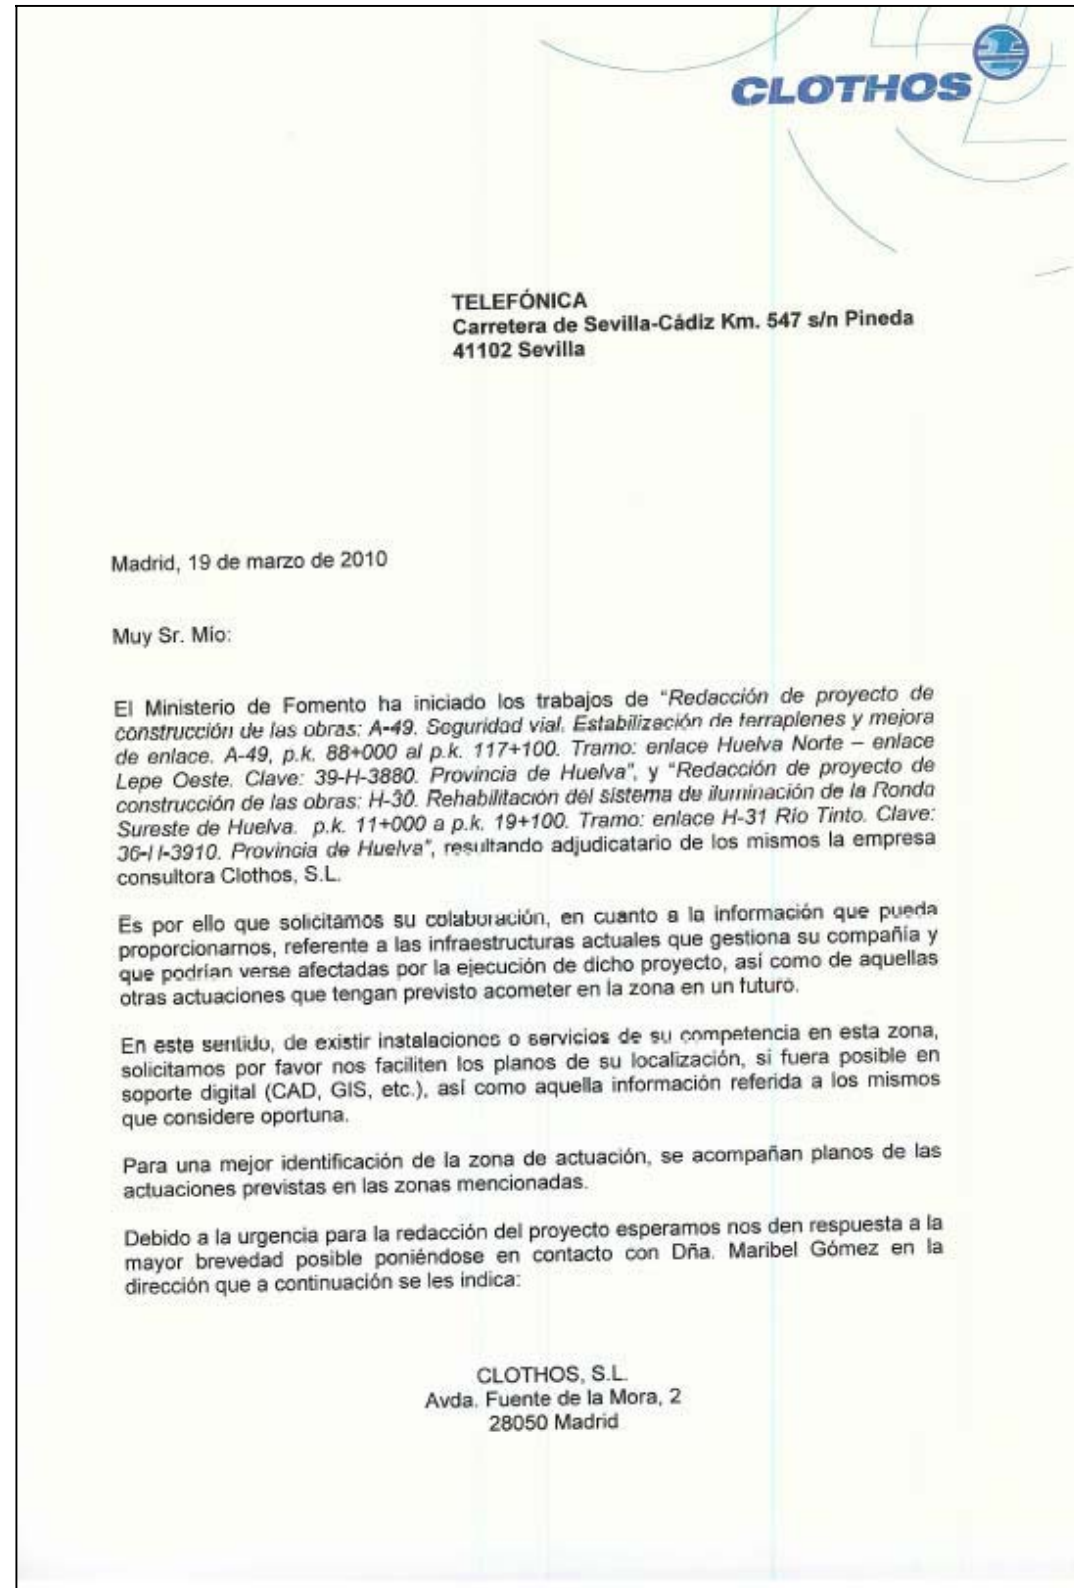 CLOTHOS
TELEFÓNICA
Carretera de Sevilla-Cádiz Km. 547 s/n Pineda
41102 Sevilla
Madrid, 19 de marzo de 2010
Muy Sr. Mío:
El Ministerio de Fomento ha iniciado los trabajos de “Redacción de proyecto de
construcción de las obras: A-49. Seguridad vial. Estabilización de terraplenes y mejora
de enlace. A-49, p.k. 88+000 al p.k. 117+100. Tramo: enlace Huelva Norte – enlace
Lepe Oeste. Clave: 39-H-3880. Provincia de Huelva”, y “Redacción de proyecto de
construcción de las obras: H-30. Rehabilitación del sistema de iluminación de la Ronda
Sureste de Huelva. p.k. 11+000 a p.k. 19+100. Tramo: enlace H-31 Río Tinto. Clave:
36-H-3910. Provincia de Huelva”, resultando adjudicatario de los mismos la empresa
consultora Clothos, S.L.
Es por ello que solicitamos su colaboración, en cuanto a la información que pueda
proporcionarnos, referente a las infraestructuras actuales que gestiona su compañía y
que podrían verse afectadas por la ejecución de dicho proyecto, así como de aquellas
otras actuaciones que tengan previsto acometer en la zona en un futuro.
En este sentido, de existir instalaciones o servicios de su competencia en esta zona,
solicitamos por favor nos faciliten los planos de su localización, si fuera posible en
soporte digital (CAD, GIS, etc.), así como aquella información referida a los mismos
que considere oportuna.
Para una mejor identificación de la zona de actuación, se acompañan planos de las
actuaciones previstas en las zonas mencionadas.
Debido a la urgencia para la redacción del proyecto esperamos nos den respuesta a la
mayor brevedad posible poniéndose en contacto con Dña. Maribel Gómez en la
dirección que a continuación se les indica:
CLOTHOS, S.L.
Avda. Fuente de la Mora, 2
28050 Madrid